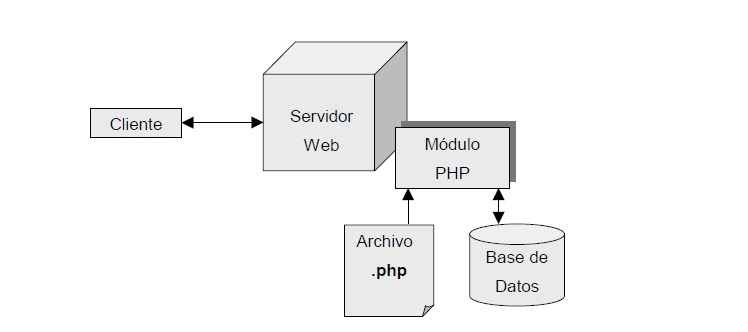 Cliente
Servidor
Web
Módulo
PHP
Archivo
.php
Base de
Datos